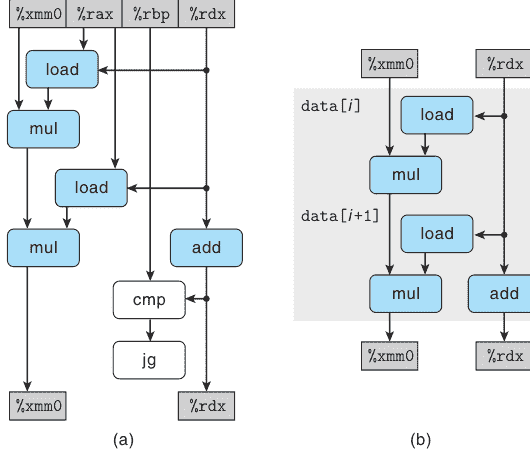 %xmm0 %rax %rbp %rdx
load
mul
load
mul
add
cmp
jg
%xmm0
%rdx
(a)
%xmm0
%rdx
data[i]
load
mul
data[i+1]
load
mul
add
%xmm0
%rdx
(b)